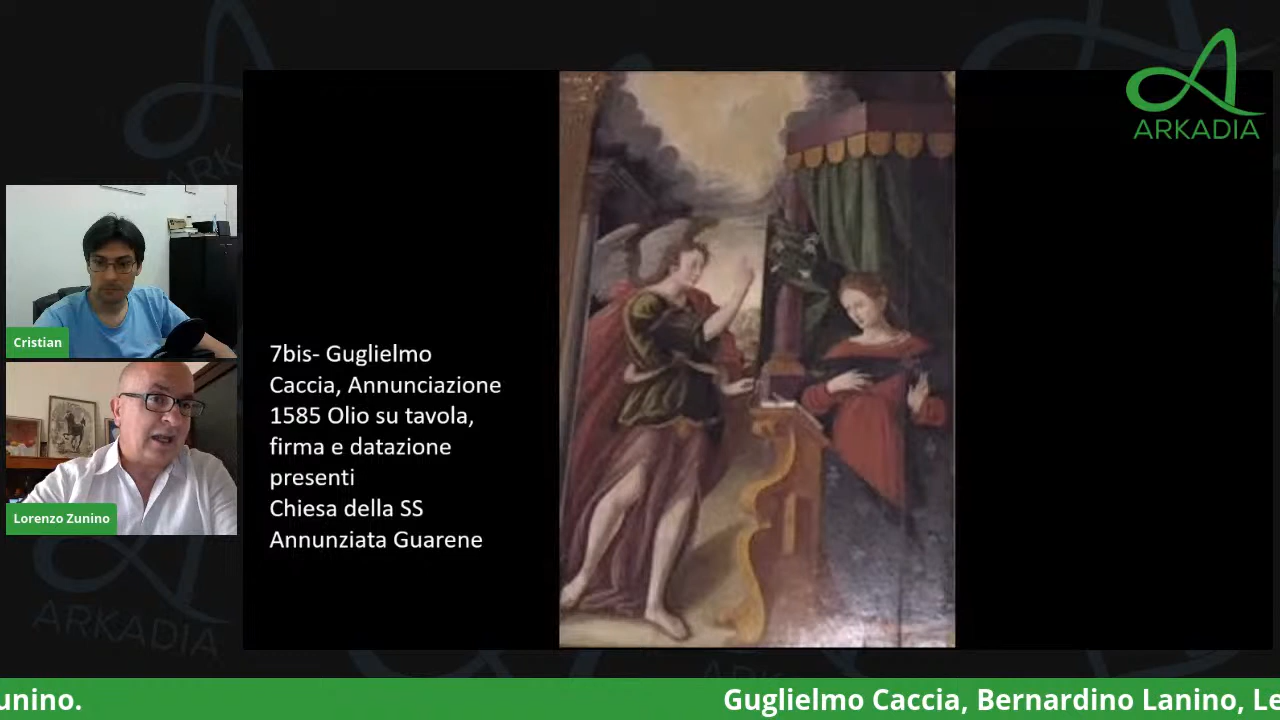 ARKADIA
Cristian
Lorenzo Zunino
7bis- Guglielmo
Caccia, Annunciazione
1585 Olio su tavola,
firma e datazione
presenti
Chiesa della SS
Annunziata Guarene
unino. Guglielmo Caccia, Bernardino Lanino, Le